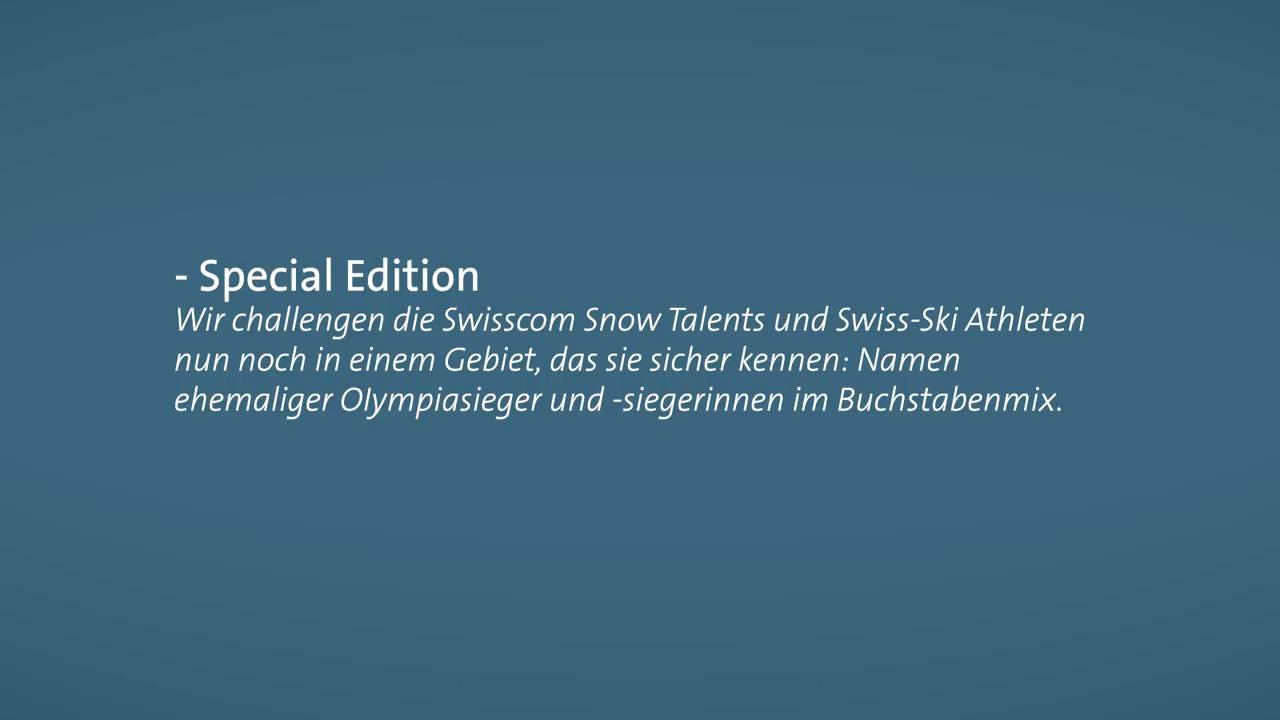 - Special Edition
Wir challengen die Swisscom Snow Talents und Swiss-Ski Athleten
nun noch in einem Gebiet, das sie sicher kennen: Namen
ehemaliger Olympiasieger und -siegerinnen im Buchstabenmix.